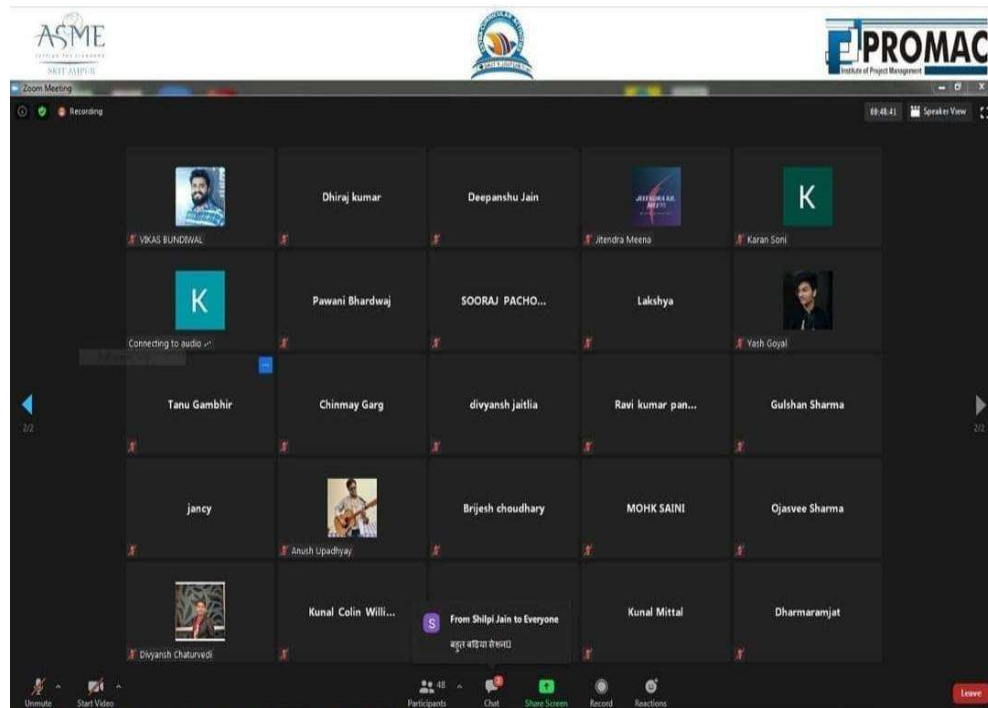 ASME
SETTING THE STANDARD
SKIT JAIPUR
PROMAC
Institute of Project Management
Zoom Meeting
Recording
00:48:41
Speaker View
VIKAS BUNDIWAL
Dhiraj kumar
Deepanshu Jain
Jitendra Meena
K
Karan Soni
K
Connecting to audio
Pawani Bhardwaj
SOORAJ PACHO...
Lakshya
Yash Goyal
Tanu Gambhir
Chinmay Garg
divyansh jaitlia
Ravi kumar pan...
Gulshan Sharma
2/2
2/2
jancy
Anush Upadhyay
Brijesh choudhary
MOHK SAINI
Ojasvee Sharma
Divyansh Chaturvedi
Kunal Colin Willi...
S
From Shilpi Jain to Everyone
बहुत बढ़िया सेशन
Kunal Mittal
Dharmaramjat
Unmute
Start Video
48
Participants
2
Chat
Share Screen
Record
Reactions
Leave